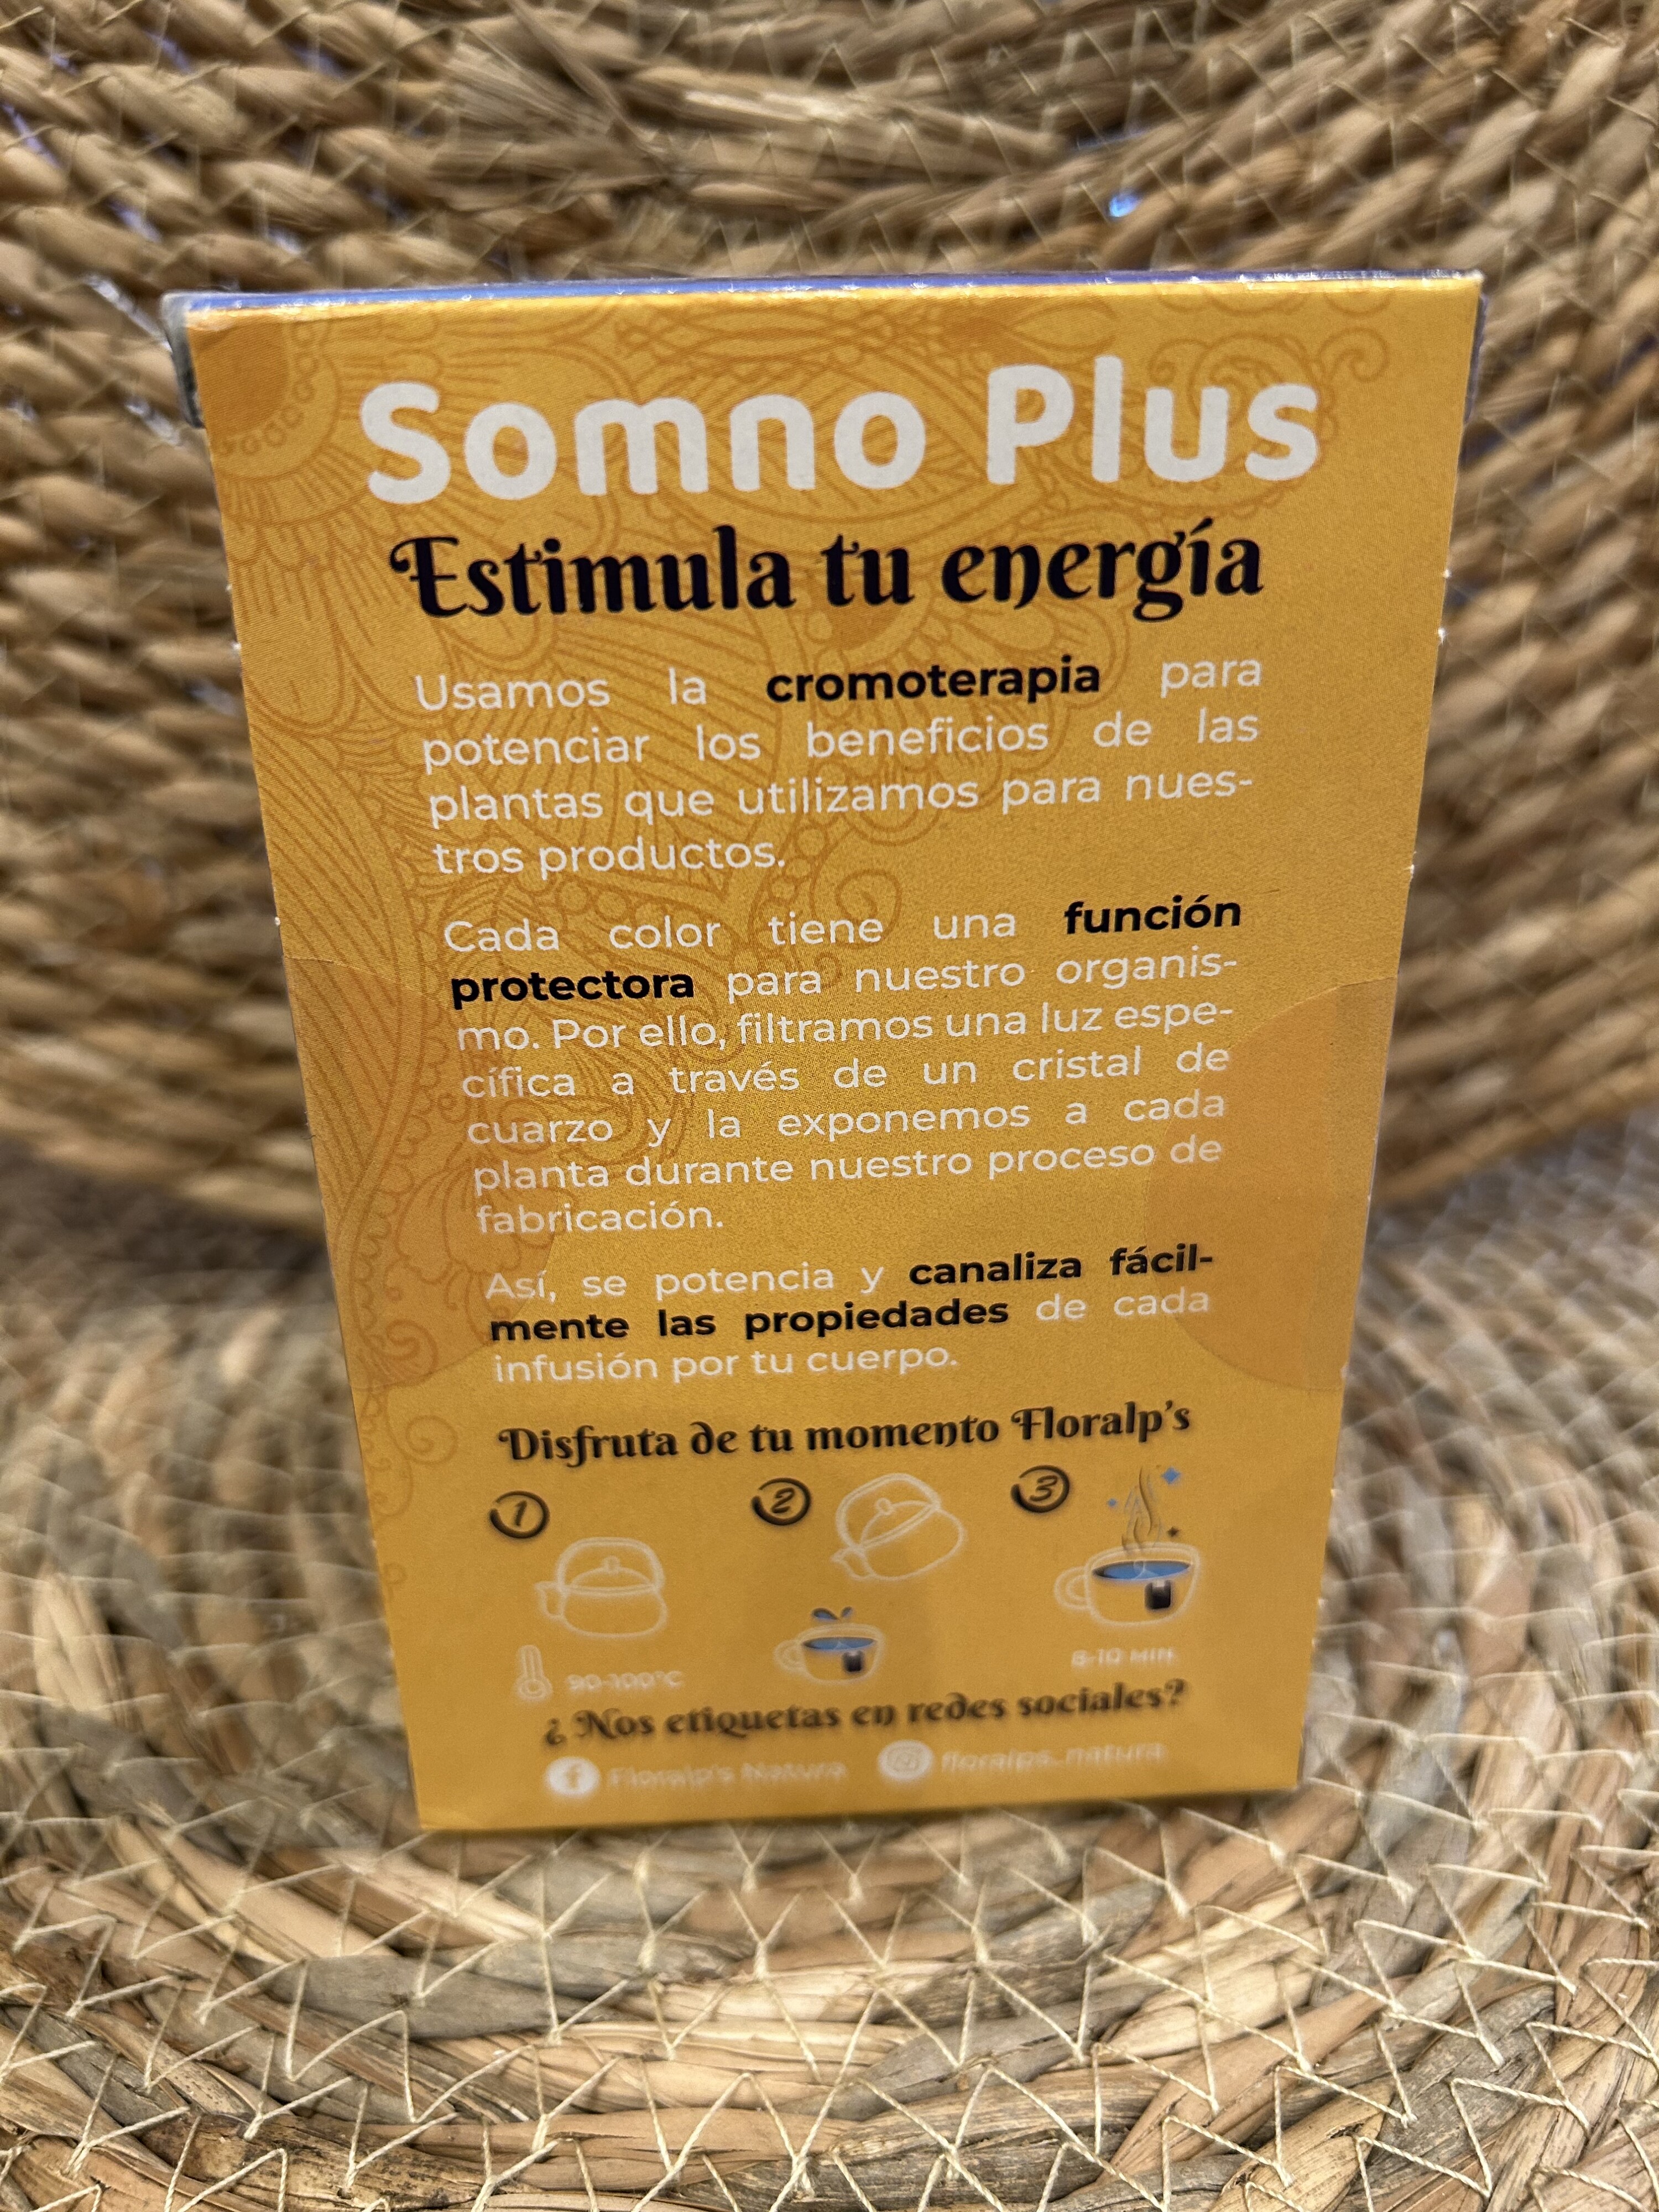 Somno Plus
Estimula tu energía
Usamos la cromoterapia para
potenciar los beneficios de las
plantas que utilizamos para nues-
tros productos.
Cada color tiene una función
protectora para nuestro organis-
mo. Por ello, filtramos una luz espe-
cífica a través de un cristal de
cuarzo y la exponemos a cada
planta durante nuestro proceso de
fabricación.
Así, se potencia y canaliza fácil-
mente las propiedades de cada
infusión por tu cuerpo.
Disfruta de tu momento Floralp's
1 2 3
90-100°C
8-10 MIN.
¿Nos etiquetas en redes sociales?
f Floralp's Natura floralps_natura